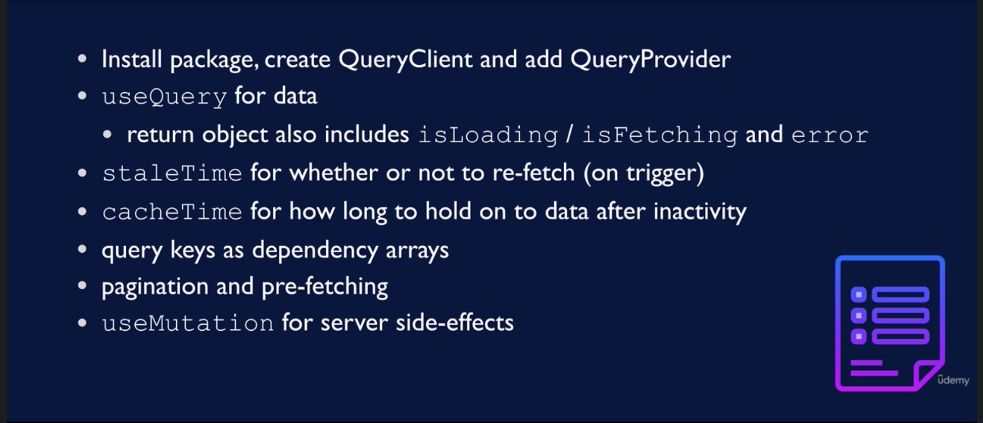 • Install package, create QueryClient and add QueryProvider
• useQuery for data
• return object also includes isLoading / isFetching and error
• staleTime for whether or not to re-fetch (on trigger)
• cacheTime for how long to hold on to data after inactivity
• query keys as dependency arrays
• pagination and pre-fetching
• useMutation for server side-effects
ûdemy